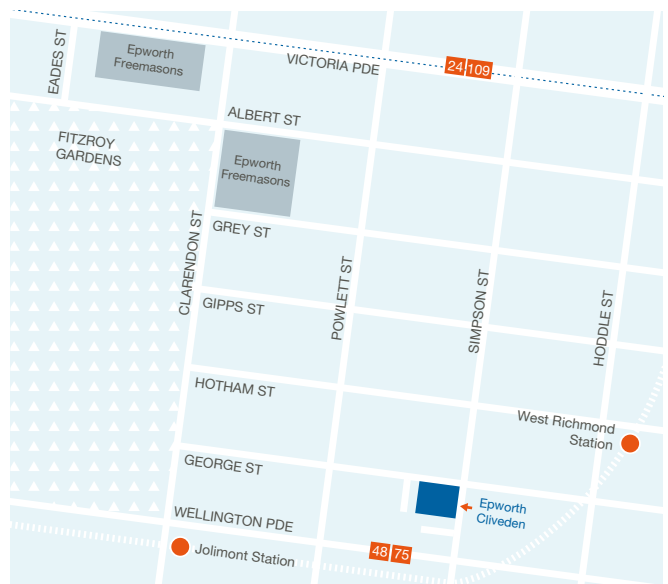 EADES ST
Epworth
Freemasons
VICTORIA PDE
24 109
ALBERT ST
FITZROY
GARDENS
Epworth
Freemasons
CLARENDON ST
GREY ST
POWLETT ST
SIMPSON ST
HODDLE ST
GIPPS ST
HOTHAM ST
West Richmond
Station
GEORGE ST
Epworth
Cliveden
WELLINGTON PDE
48 75
Jolimont Station